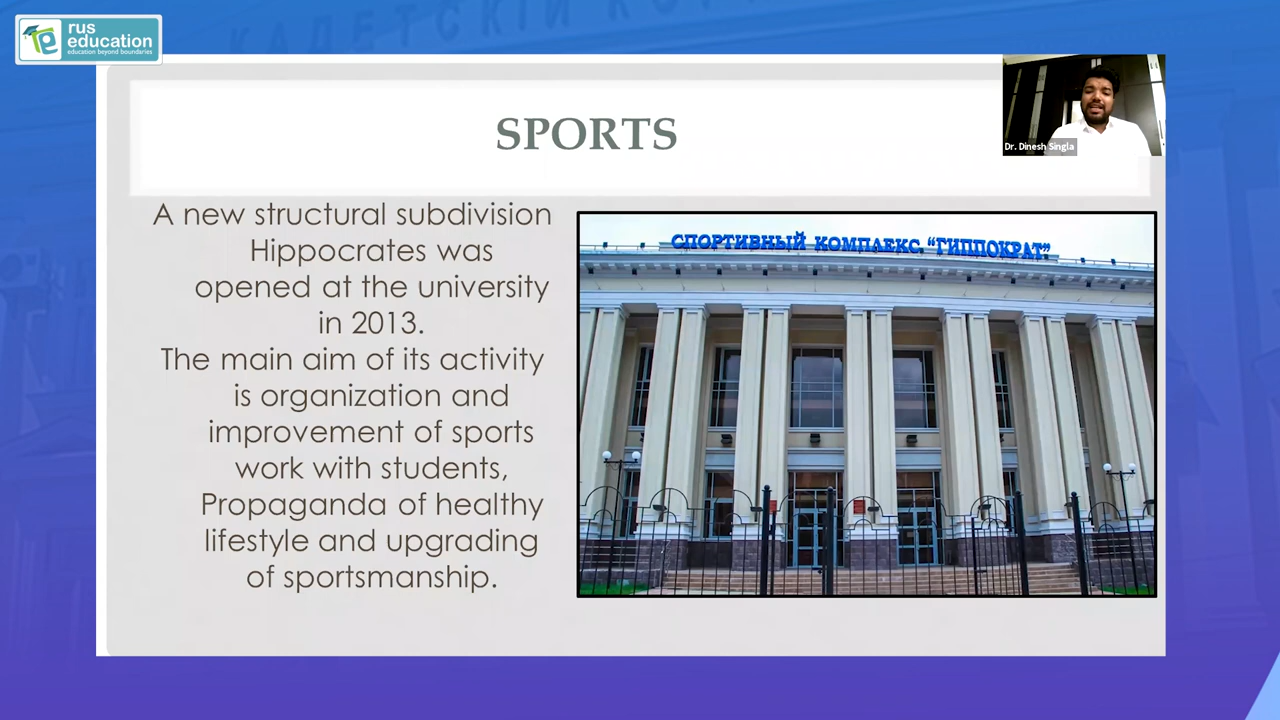 КАДЕТСКІЙ КОР
rus
education
education beyond boundaries
SPORTS
Dr. Dinesh Singla
A new structural subdivision
Hippocrates was
opened at the university
in 2013.
The main aim of its activity
is organization and
improvement of sports
work with students,
Propaganda of healthy
lifestyle and upgrading
of sportsmanship.
СПОРТИВНЫЙ КОМПЛЕКС "ГИППОКРАТ"